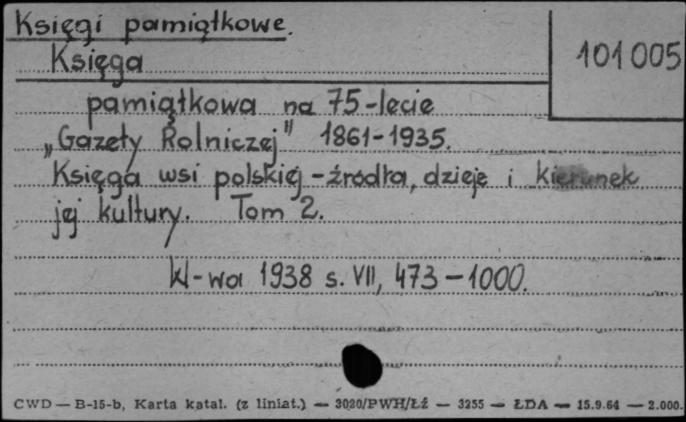 Księgi pamiątkowe.
101005
Księga
pamiątkowa na 75-lecie
„Gazety Rolniczej" 1861-1935.
Księga wsi polskiej - źródła, dzieje i kierunek
jej kultury. Tom 2.
W-wa 1938 s. VII, 473-1000.
CWD — B-15-b, Karta katal. (z liniat.) — 3020/PWH/Łź — 3255 — ŁDA — 15.9.64 — 2.000.